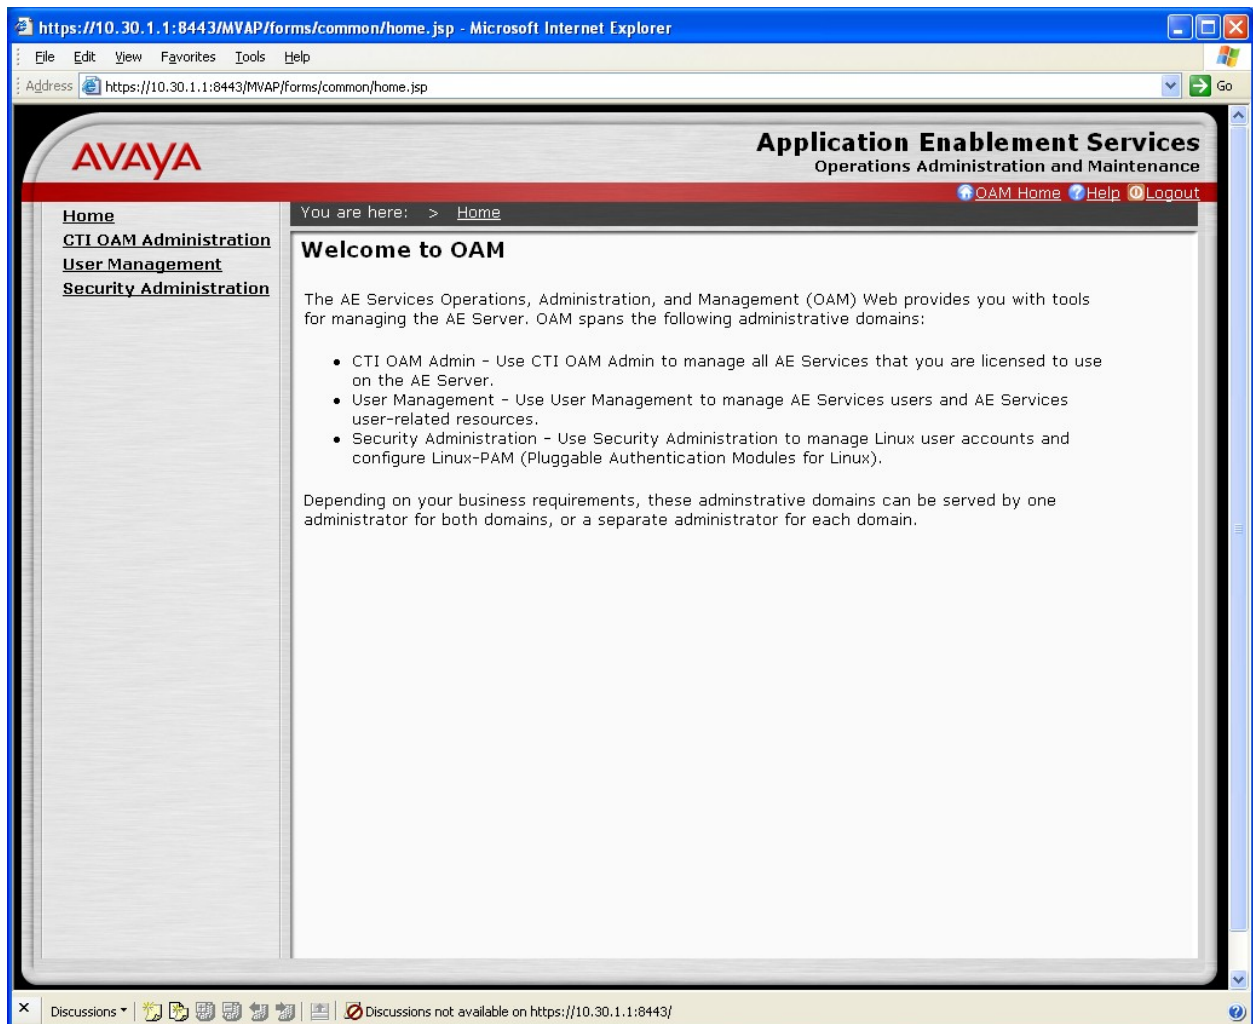 https://10.30.1.1:8443/MVAP/forms/common/home.jsp - Microsoft Internet Explorer
File Edit View Favorites Tools Help
Address https://10.30.1.1:8443/MVAP/forms/common/home.jsp Go
AVAYA
Application Enablement Services
Operations Administration and Maintenance
OAM Home Help Logout
Home
CTI OAM Administration
User Management
Security Administration
You are here: > Home
Welcome to OAM
The AE Services Operations, Administration, and Management (OAM) Web provides you with tools
for managing the AE Server. OAM spans the following administrative domains:
• CTI OAM Admin - Use CTI OAM Admin to manage all AE Services that you are licensed to use
on the AE Server.
• User Management - Use User Management to manage AE Services users and AE Services
user-related resources.
• Security Administration - Use Security Administration to manage Linux user accounts and
configure Linux-PAM (Pluggable Authentication Modules for Linux).
Depending on your business requirements, these adminstrative domains can be served by one
administrator for both domains, or a separate administrator for each domain.
Discussions Discussions not available on https://10.30.1.1:8443/